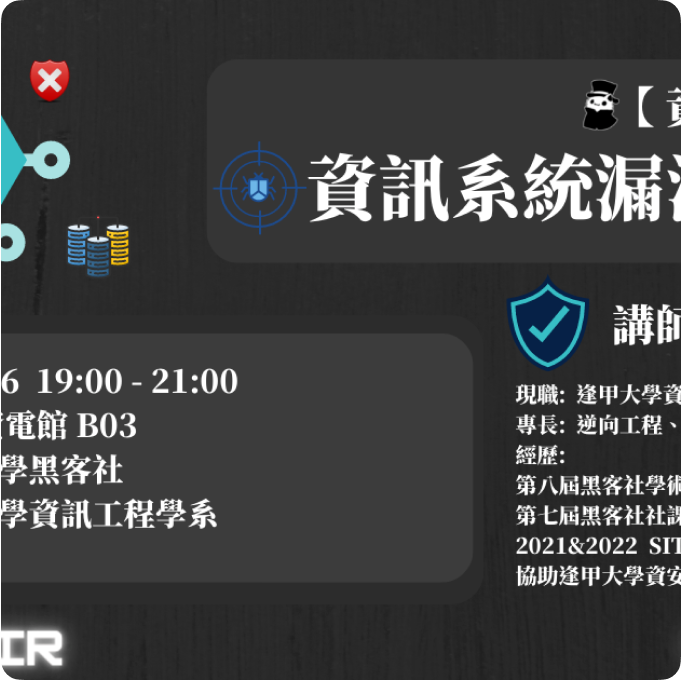 【資
資訊系統漏
6 19:00 - 21:00
電館 B03
學黑客社
學資訊工程學系
講師
現職: 逢甲大學資
專長: 逆向工程、
經歷:
第八屆黑客社學術
第七屆黑客社社課
2021&2022 SIT
協助逢甲大學資安
IR